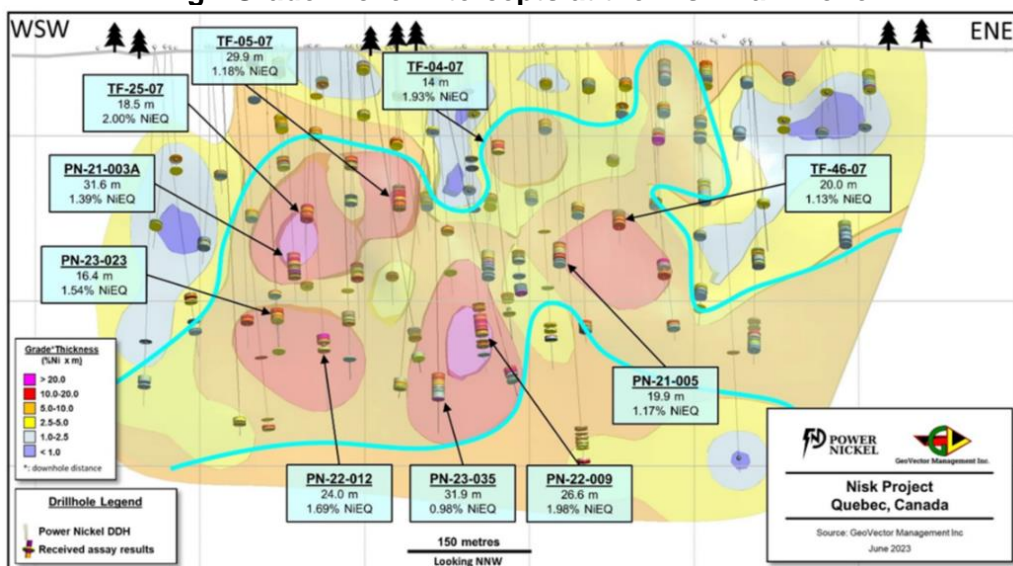 WSW
ENE
TF-05-07
29.9 m
1.18% NiEQ
TF-04-07
14 m
1.93% NiEQ
TF-25-07
18.5 m
2.00% NiEQ
PN-21-003A
31.6 m
1.39% NiEQ
TF-46-07
20.0 m
1.13% NiEQ
PN-23-023
16.4 m
1.54% NiEQ
Grade*Thickness
(%Ni x m)
> 20.0
10.0-20.0
5.0-10.0
2.5-5.0
1.0-2.5
< 1.0
*: downhole distance
PN-21-005
19.9 m
1.17% NiEQ
PN-22-012
24.0 m
1.69% NiEQ
PN-23-035
31.9 m
0.98% NiEQ
PN-22-009
26.6 m
1.98% NiEQ
Drillhole Legend
Power Nickel DDH
Received assay results
150 metres
Looking NNW
POWER
NICKEL
GeoVector Management Inc.
Nisk Project
Quebec, Canada
Source: GeoVector Management Inc
June 2023